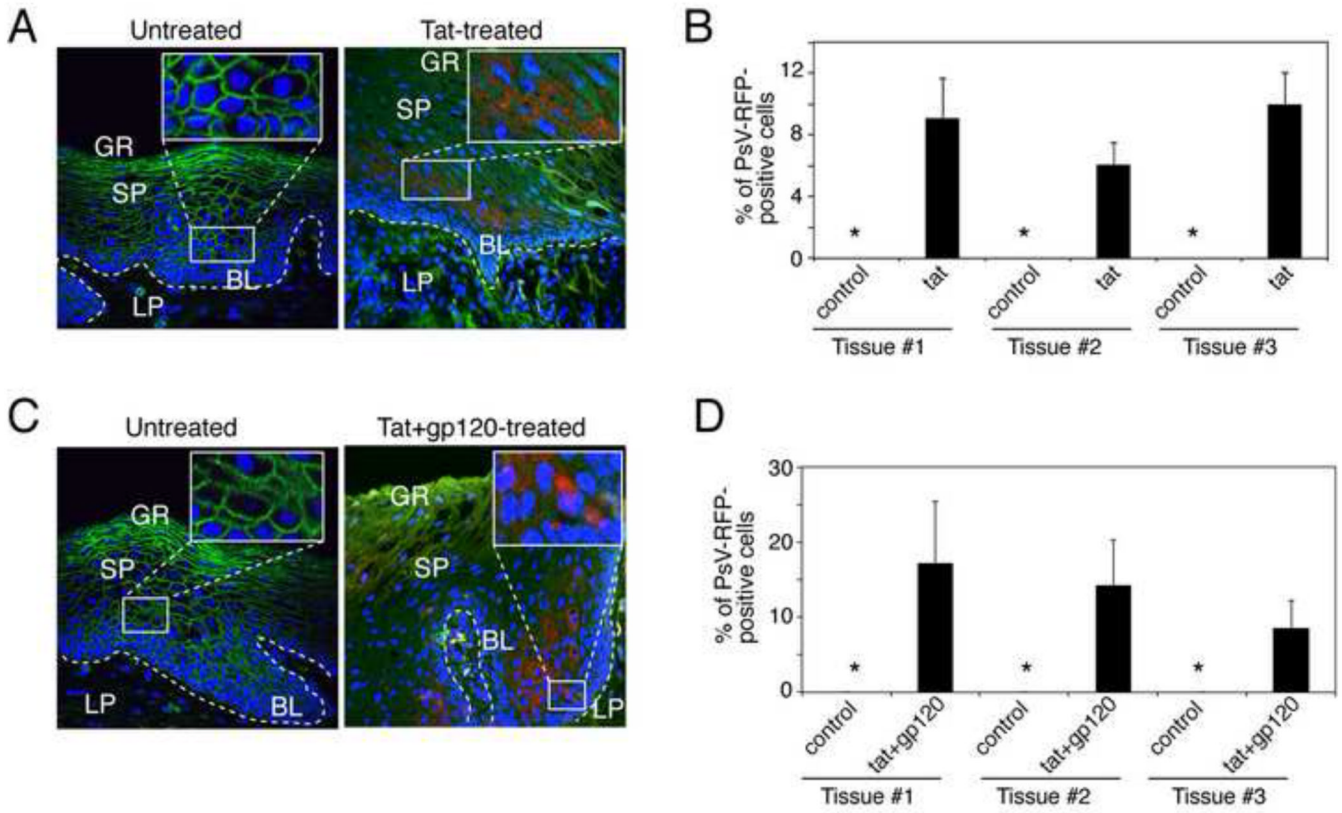 A
Untreated
Tat-treated
GR
SP
BL
LP
GR
SP
BL
LP
B
% of PsV-RFP-
positive cells
12
8
4
0
*
*
*
control
tat
control
tat
control
tat
Tissue #1
Tissue #2
Tissue #3
C
Untreated
Tat+gp120-treated
GR
SP
LP
BL
GR
SP
BL
LP
D
% of PsV-RFP-
positive cells
30
20
10
0
*
*
*
control
tat+gp120
control
tat+gp120
control
tat+gp120
Tissue #1
Tissue #2
Tissue #3